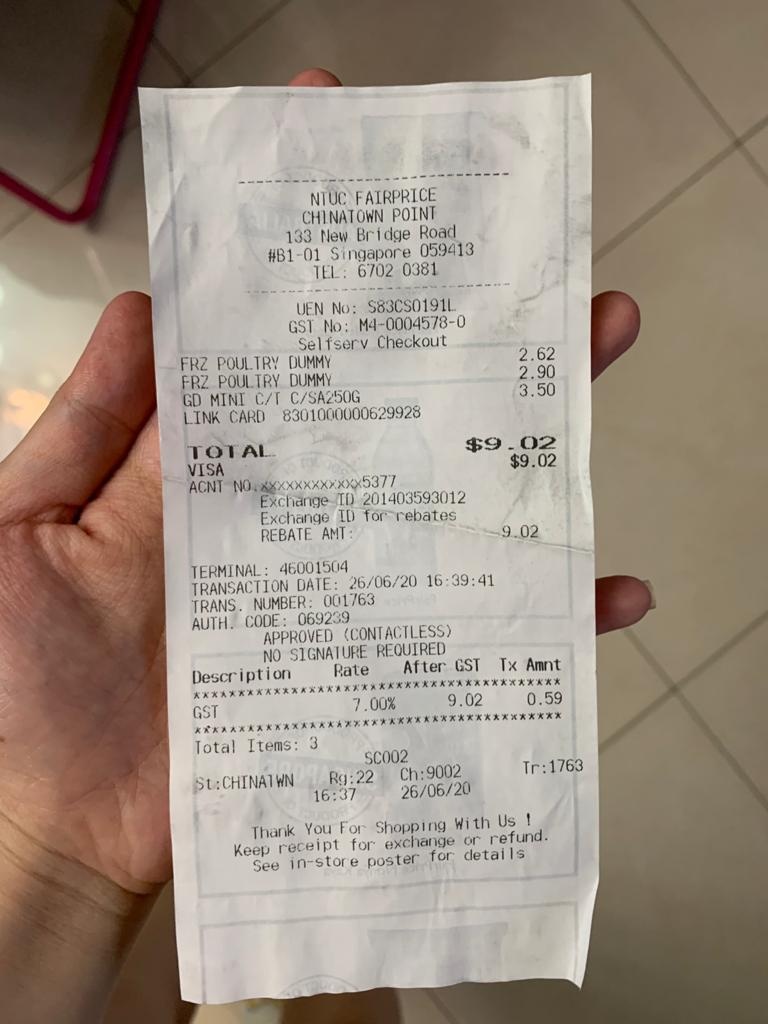 NTUC FAIRPRICE
CHINATOWN POINT
133 New Bridge Road
#B1-01 Singapore 059413
TEL: 6702 0381
UEN No: S83CS0191L
GST No: M4-0004578-0
Selfserv Checkout
FRZ POULTRY DUMMY 2.62
FRZ POULTRY DUMMY 2.90
GD MINI C/T C/SA250G 3.50
LINK CARD 8301000000629928
TOTAL $9.02
VISA $9.02
ACNT NO.xxxxxxxxxxxx5377
Exchange ID 201403593012
Exchange ID for rebates
REBATE AMT: 9.02
TERMINAL: 46001504
TRANSACTION DATE: 26/06/20 16:39:41
TRANS. NUMBER: 001763
AUTH. CODE: 069239
APPROVED (CONTACTLESS)
NO SIGNATURE REQUIRED
Description Rate After GST Tx Amnt
GST 7.00% 9.02 0.59
Total Items: 3
SC002
St:CHINATWN Rg:22 Ch:9002 Tr:1763
16:37 26/06/20
Thank You For Shopping With Us !
Keep receipt for exchange or refund.
See in-store poster for details